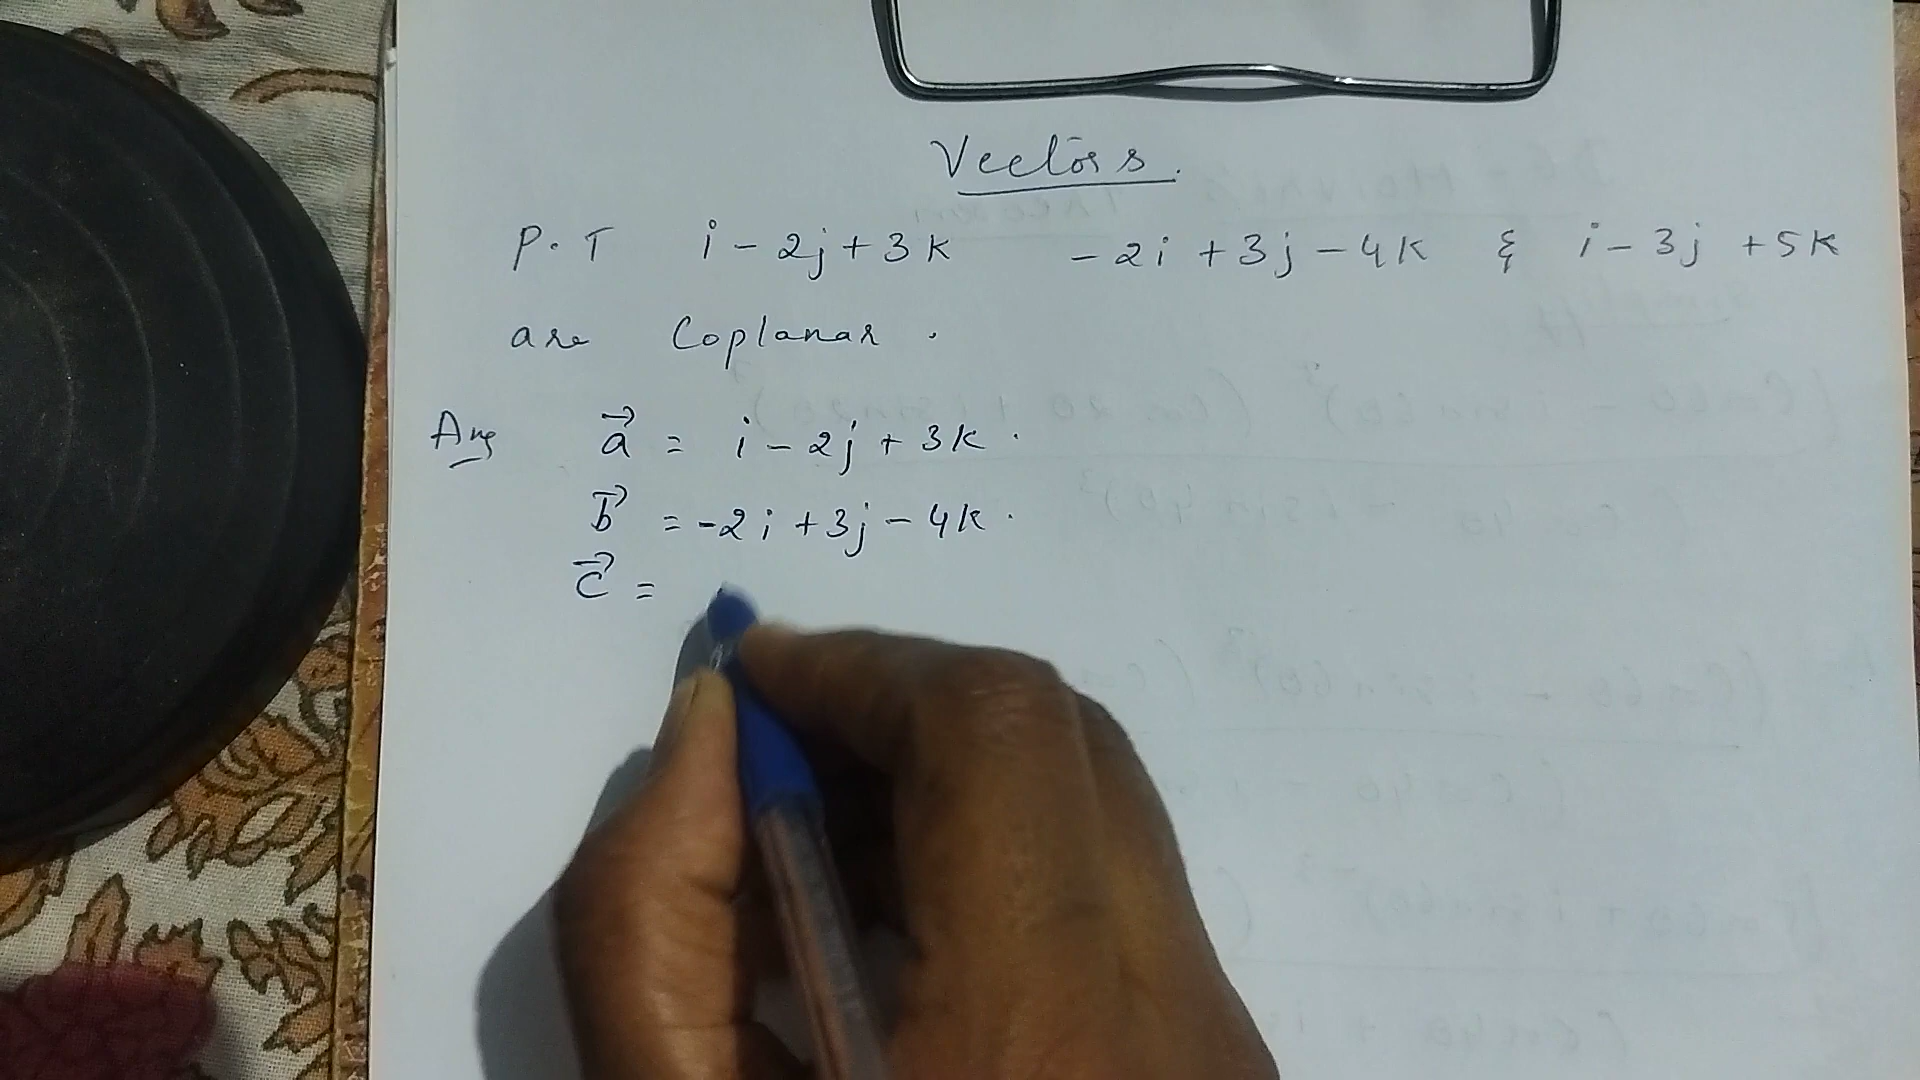 Vectors.
P.T i - 2j + 3k -2i + 3j - 4k & i - 3j + 5k
are Coplanar.
Ans a⃗ = i - 2j + 3k.
b⃗ = -2i + 3j - 4k.
c⃗ =